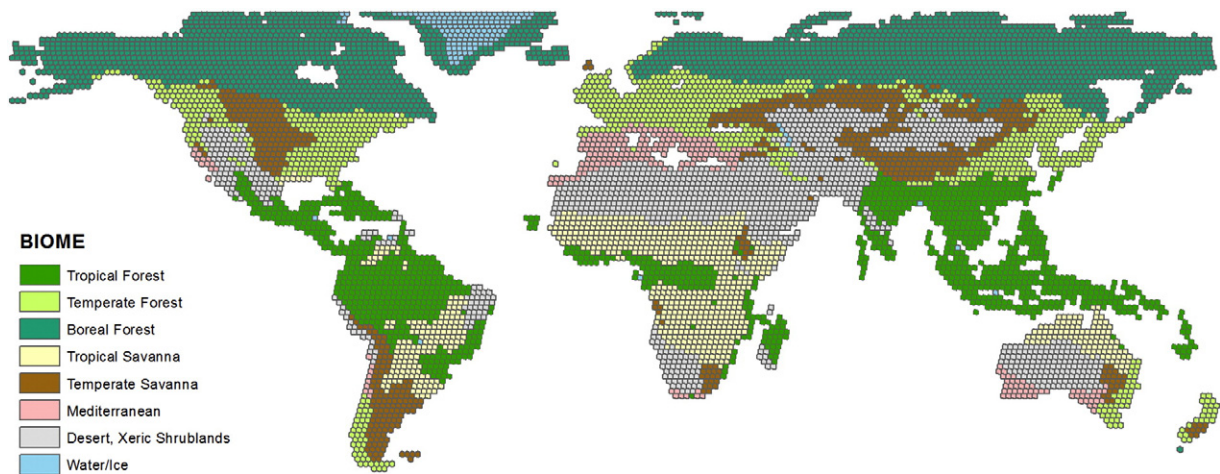 BIOME
Tropical Forest
Temperate Forest
Boreal Forest
Tropical Savanna
Temperate Savanna
Mediterranean
Desert, Xeric Shrublands
Water/Ice